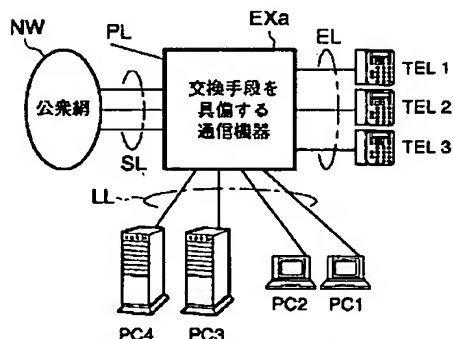 NW
PL
EXa
EL
公衆網
交換手段を
具備する
通信機器
TEL 1
TEL 2
TEL 3
SL
LL
PC4
PC3
PC2
PC1